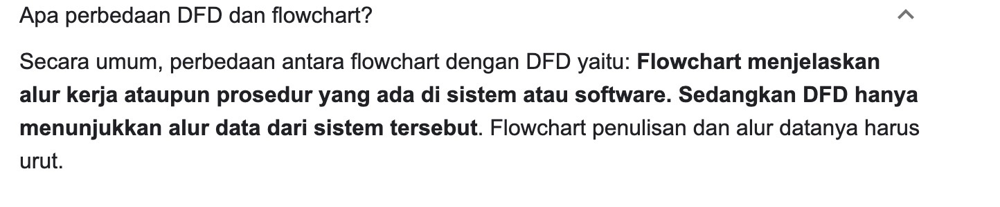 Apa perbedaan DFD dan flowchart?
Secara umum, perbedaan antara flowchart dengan DFD yaitu: Flowchart menjelaskan
alur kerja ataupun prosedur yang ada di sistem atau software. Sedangkan DFD hanya
menunjukkan alur data dari sistem tersebut. Flowchart penulisan dan alur datanya harus
urut.